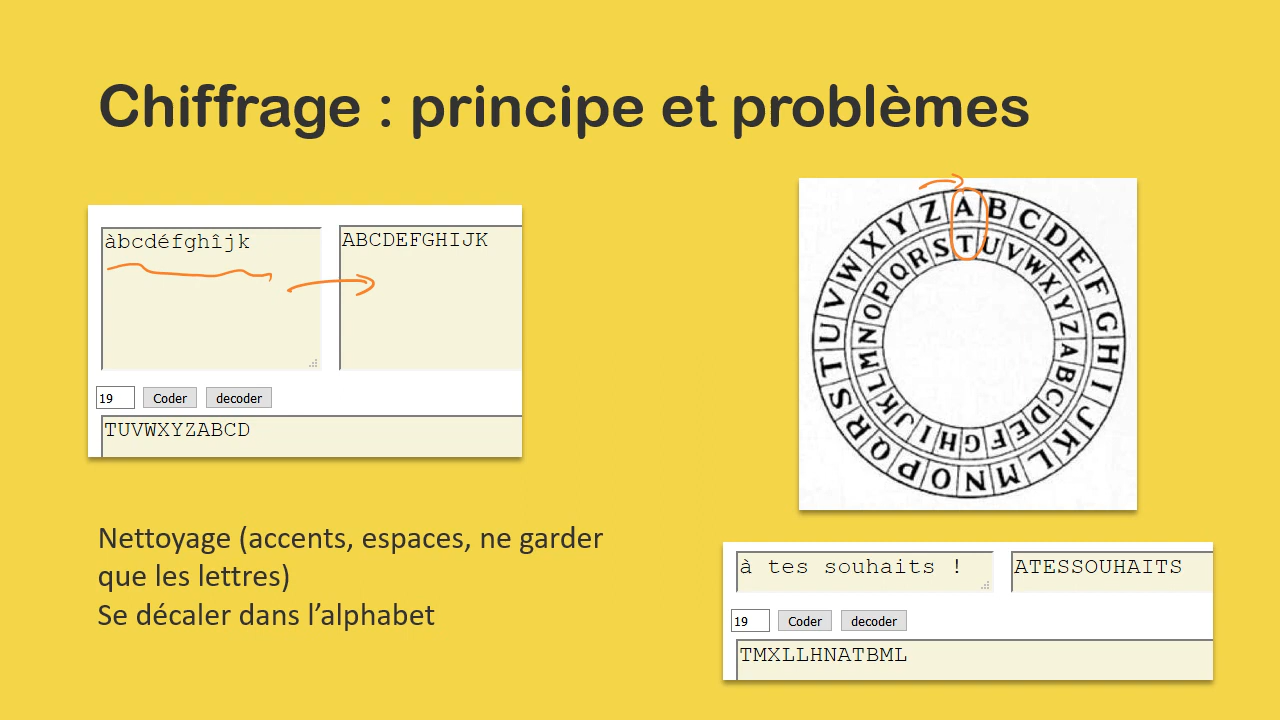 Chiffrage : principe et problèmes
àbcdéfghîjk
ABCDEFGHIJK
19
Coder
decoder
TUVWXYZABCD
Nettoyage (accents, espaces, ne garder
que les lettres)
Se décaler dans l’alphabet
A B C D E F G H I J K L M N O P Q R S T U V W X Y Z
T U V W X Y Z A B C D E F G H I J K L M N O P Q R S
à tes souhaits !
ATESSOUHAITS
19
Coder
decoder
TMXLLHNATBML